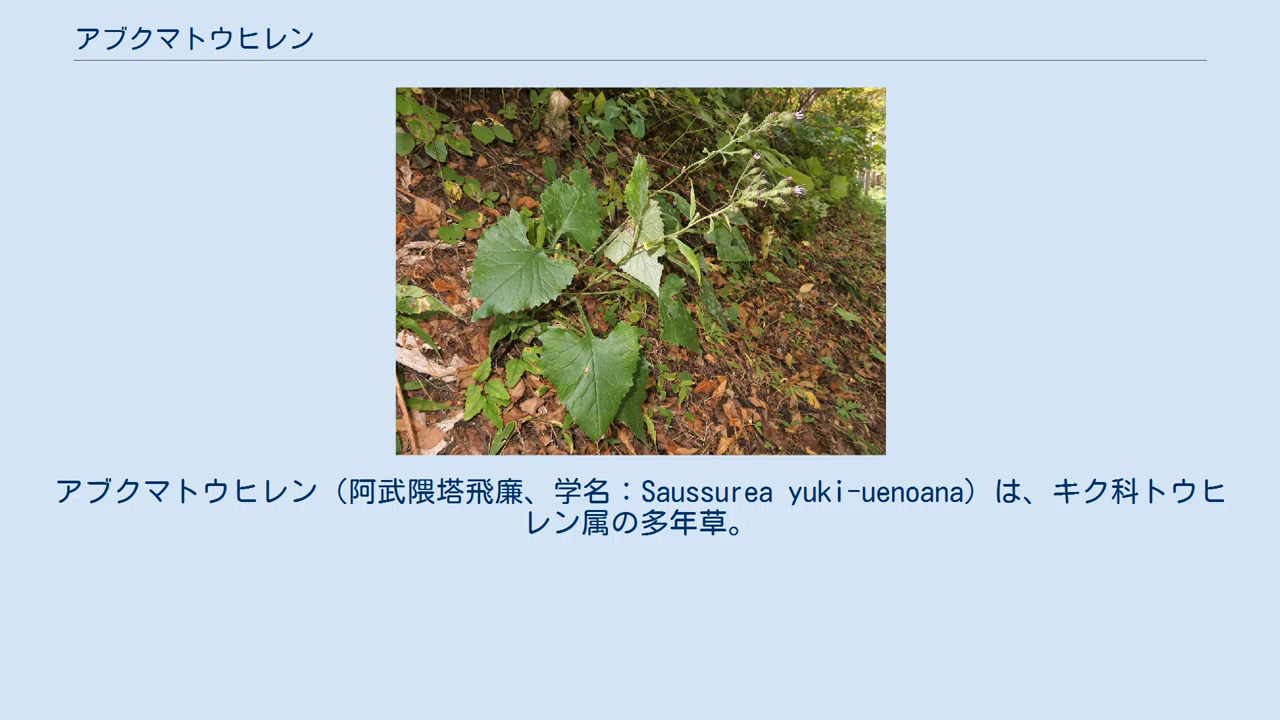 アブクマトウヒレン
アブクマトウヒレン（阿武隈塔飛廉、学名：Saussurea yuki-uenoana）は、キク科トウヒ
レン属の多年草。